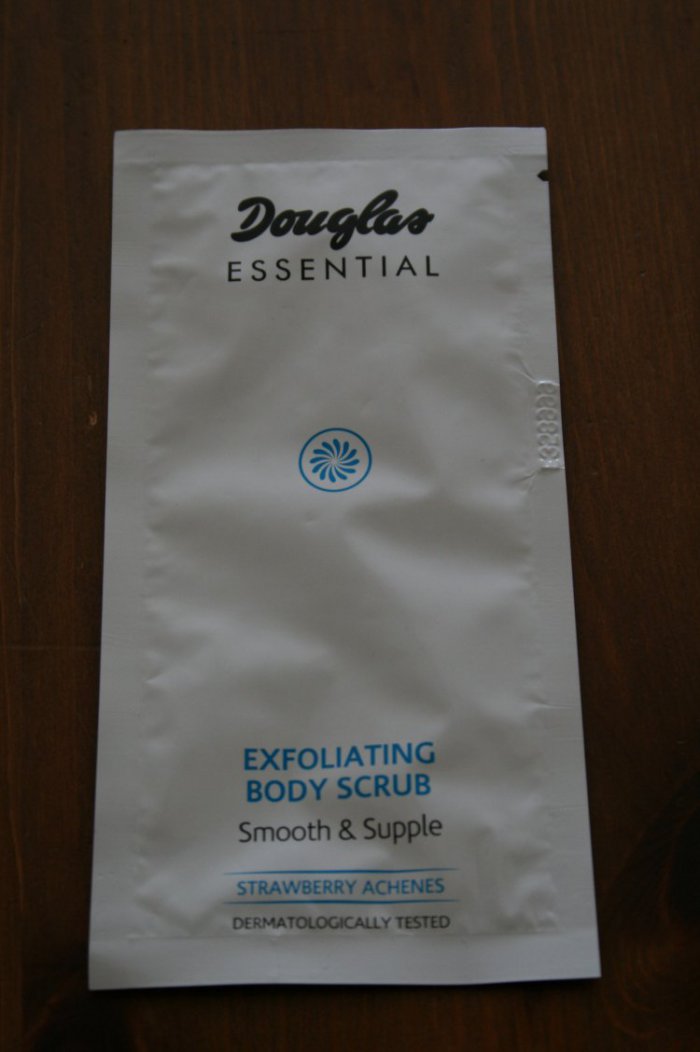 Douglas
ESSENTIAL
EXFOLIATING
BODY SCRUB
Smooth & Supple
STRAWBERRY ACHENES
DERMATOLOGICALLY TESTED